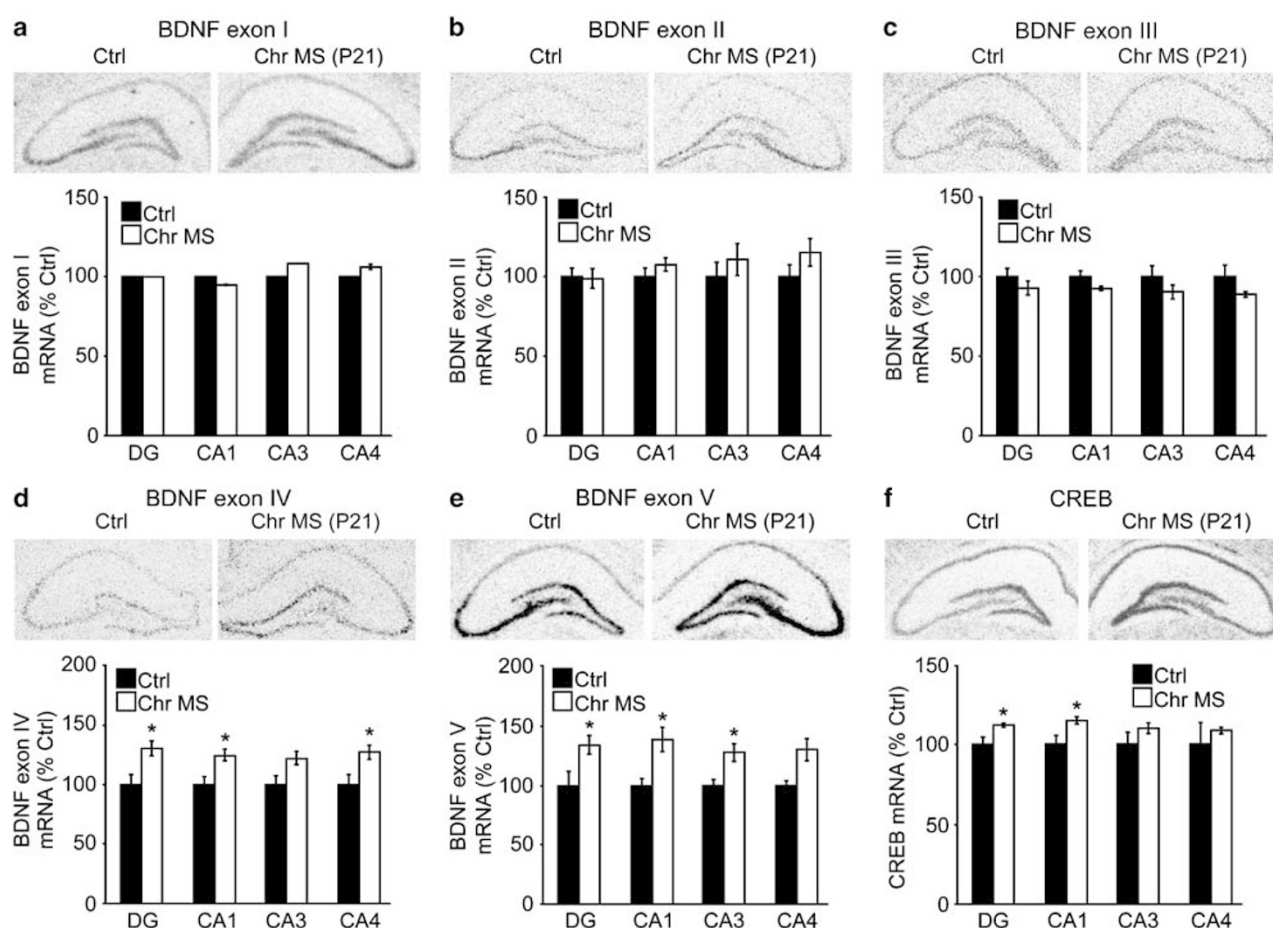 a BDNF exon I
Ctrl Chr MS (P21)
150
100
50
0
BDNF exon I
mRNA (% Ctrl)
Ctrl
Chr MS
DG CA1 CA3 CA4
b BDNF exon II
Ctrl Chr MS (P21)
150
100
50
0
BDNF exon II
mRNA (% Ctrl)
Ctrl
Chr MS
DG CA1 CA3 CA4
c BDNF exon III
Ctrl Chr MS (P21)
150
100
50
0
BDNF exon III
mRNA (% Ctrl)
Ctrl
Chr MS
DG CA1 CA3 CA4
d BDNF exon IV
Ctrl Chr MS (P21)
200
150
100
50
0
BDNF exon IV
mRNA (% Ctrl)
Ctrl
Chr MS
* * *
DG CA1 CA3 CA4
e BDNF exon V
Ctrl Chr MS (P21)
200
150
100
50
0
BDNF exon V
mRNA (% Ctrl)
Ctrl
Chr MS
* * *
DG CA1 CA3 CA4
f CREB
Ctrl Chr MS (P21)
150
100
50
0
CREB mRNA (% Ctrl)
Ctrl
Chr MS
* *
DG CA1 CA3 CA4